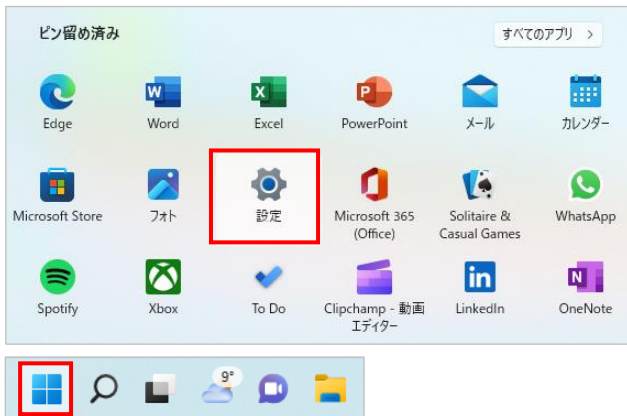 ピン留め済み
すべてのアプリ >
Edge
Word
Excel
PowerPoint
メール
カレンダー
Microsoft Store
フォト
設定
Microsoft 365
(Office)
Solitaire &
Casual Games
WhatsApp
Spotify
Xbox
To Do
Clipchamp - 動画
エディター
LinkedIn
OneNote
9°